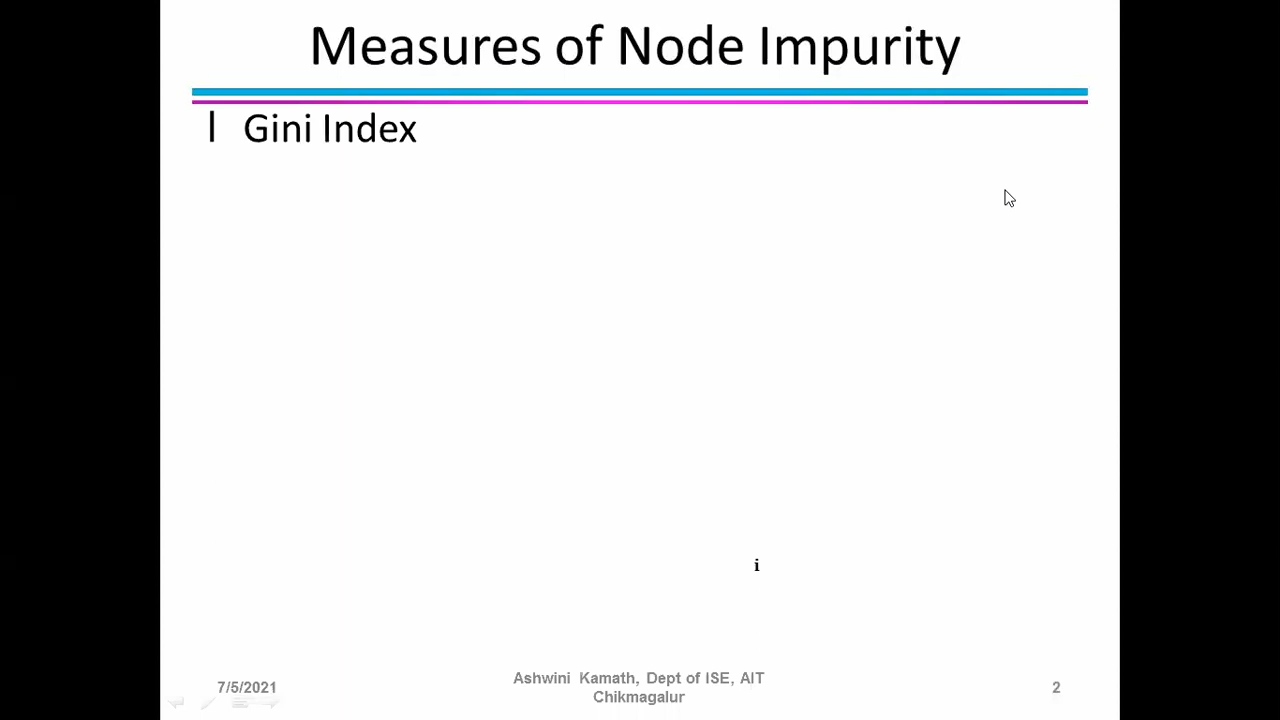 Measures of Node Impurity
l Gini Index
i
7/5/2021
Ashwini Kamath, Dept of ISE, AIT
Chikmagalur
2